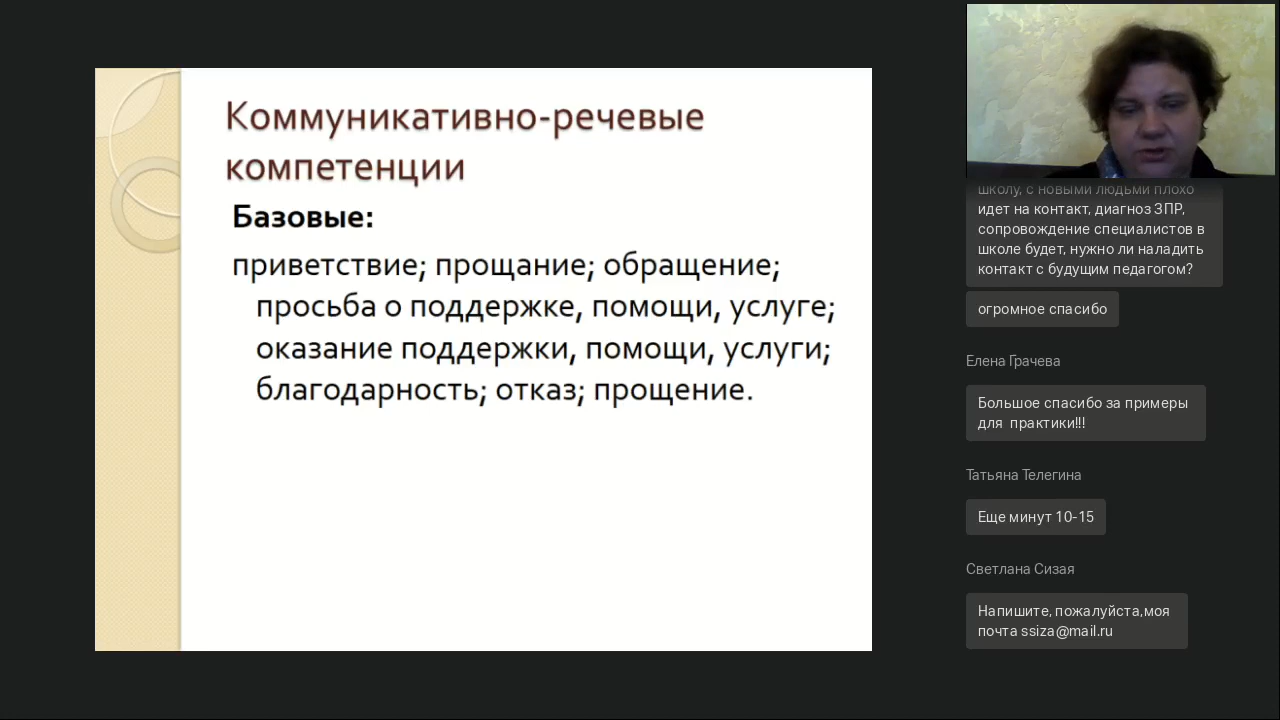 Коммуникативно-речевые
компетенции
Базовые:
приветствие; прощание; обращение;
просьба о поддержке, помощи, услуге;
оказание поддержки, помощи, услуги;
благодарность; отказ; прощение.
школу, с новыми людьми плохо
идет на контакт, диагноз ЗПР,
сопровождение специалистов в
школе будет, нужно ли наладить
контакт с будущим педагогом?
огромное спасибо
Елена Грачева
Большое спасибо за примеры
для  практики!!!
Татьяна Телегина
Еще минут 10-15
Светлана Сизая
Напишите, пожалуйста,моя
почта ssiza@mail.ru